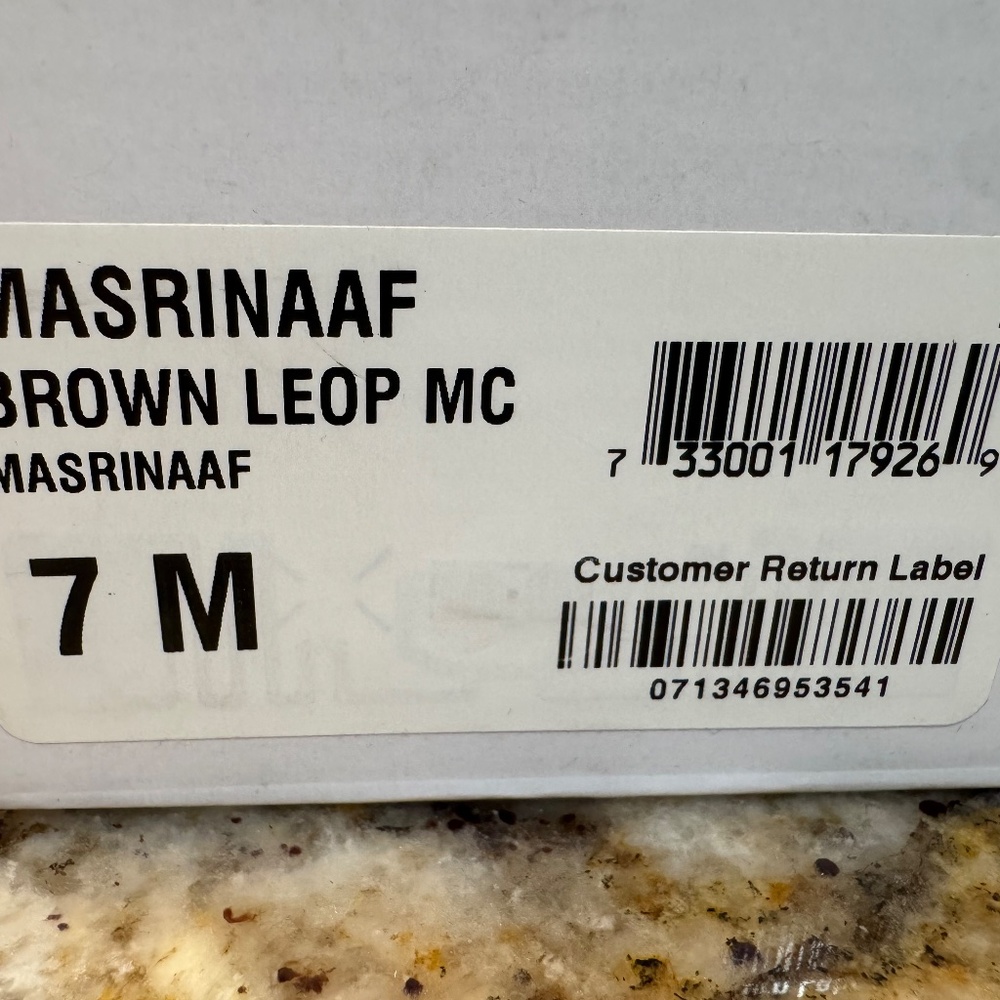 MASRINAAF
BROWN LEOP MC
MASRINAAF
7 M
7 33001 17926 9
Customer Return Label
071346953541